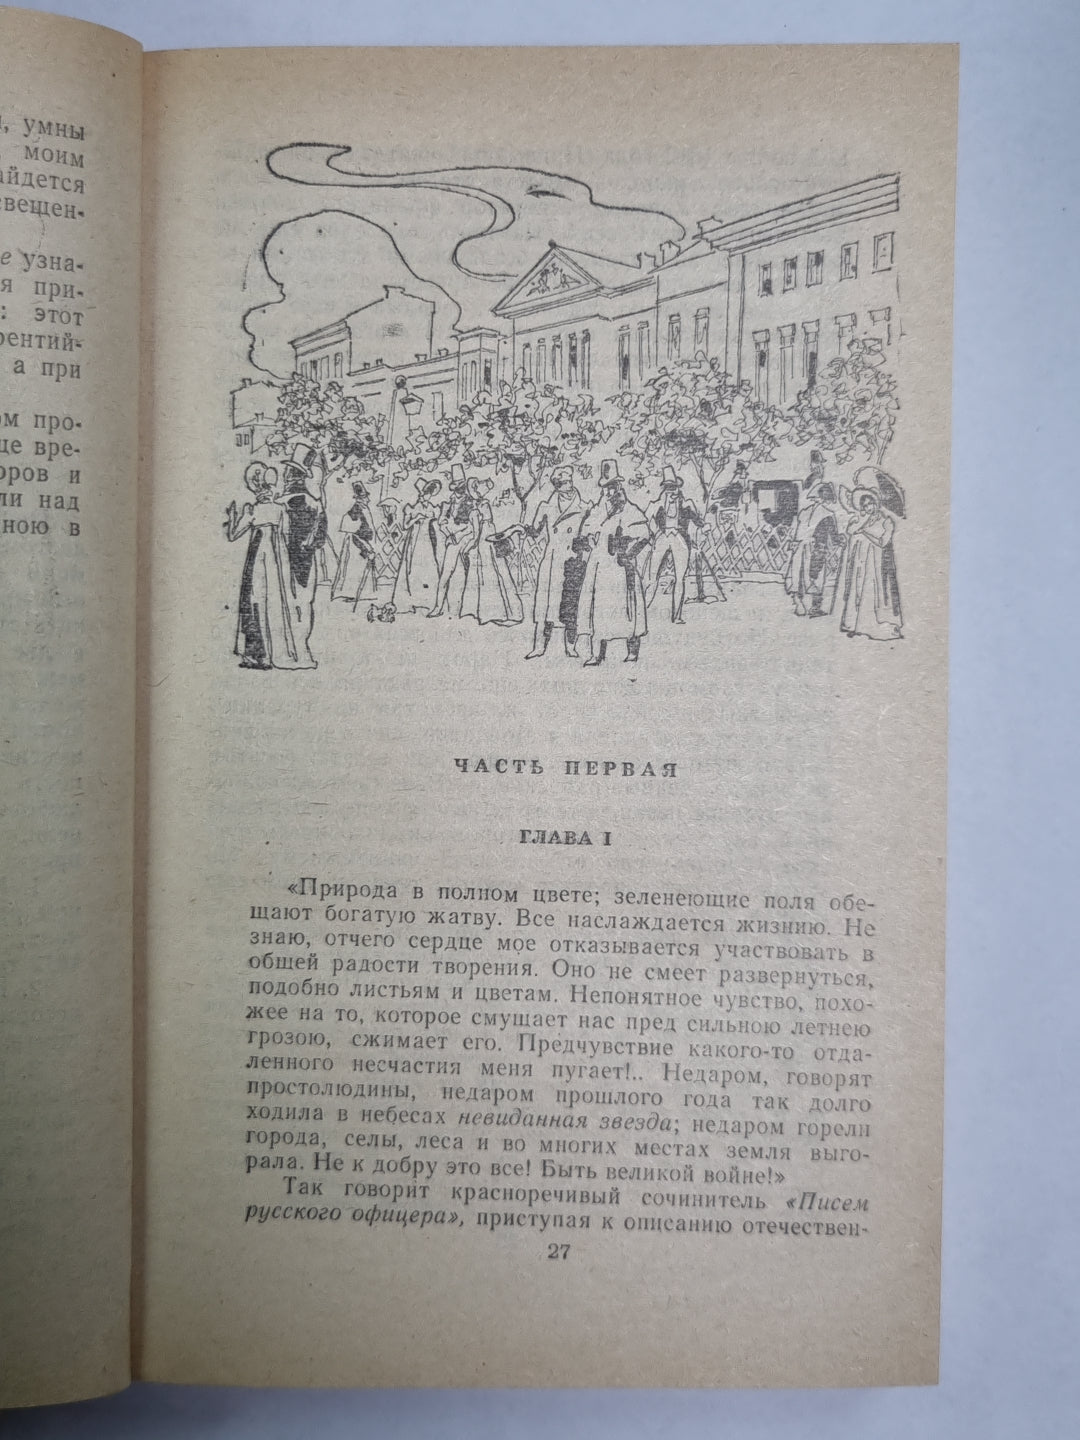 , умны
моим
айдется
свещен-
е узна-
я при-
: этот
рентий-
а при
ом про-
це вре-
оров и
ли над
ною в
ЧАСТЬ ПЕРВАЯ
ГЛАВА I
«Природа в полном цвете; зеленеющие поля обе-
щают богатую жатву. Все наслаждается жизнию. Не
знаю, отчего сердце мое отказывается участвовать в
общей радости творения. Оно не смеет развернуться,
подобно листьям и цветам. Непонятное чувство, похо-
жее на то, которое смущает нас пред сильною летнею
грозою, сжимает его. Предчувствие какого-то отда-
ленного несчастия меня пугает!.. Недаром, говорят
простолюдины, недаром прошлого года так долго
ходила в небесах невиданная звезда; недаром горели
города, селы, леса и во многих местах земля выго-
рала. Не к добру это все! Быть великой войне!»
Так говорит красноречивый сочинитель «Писем
русского офицера», приступая к описанию отечествен-
27